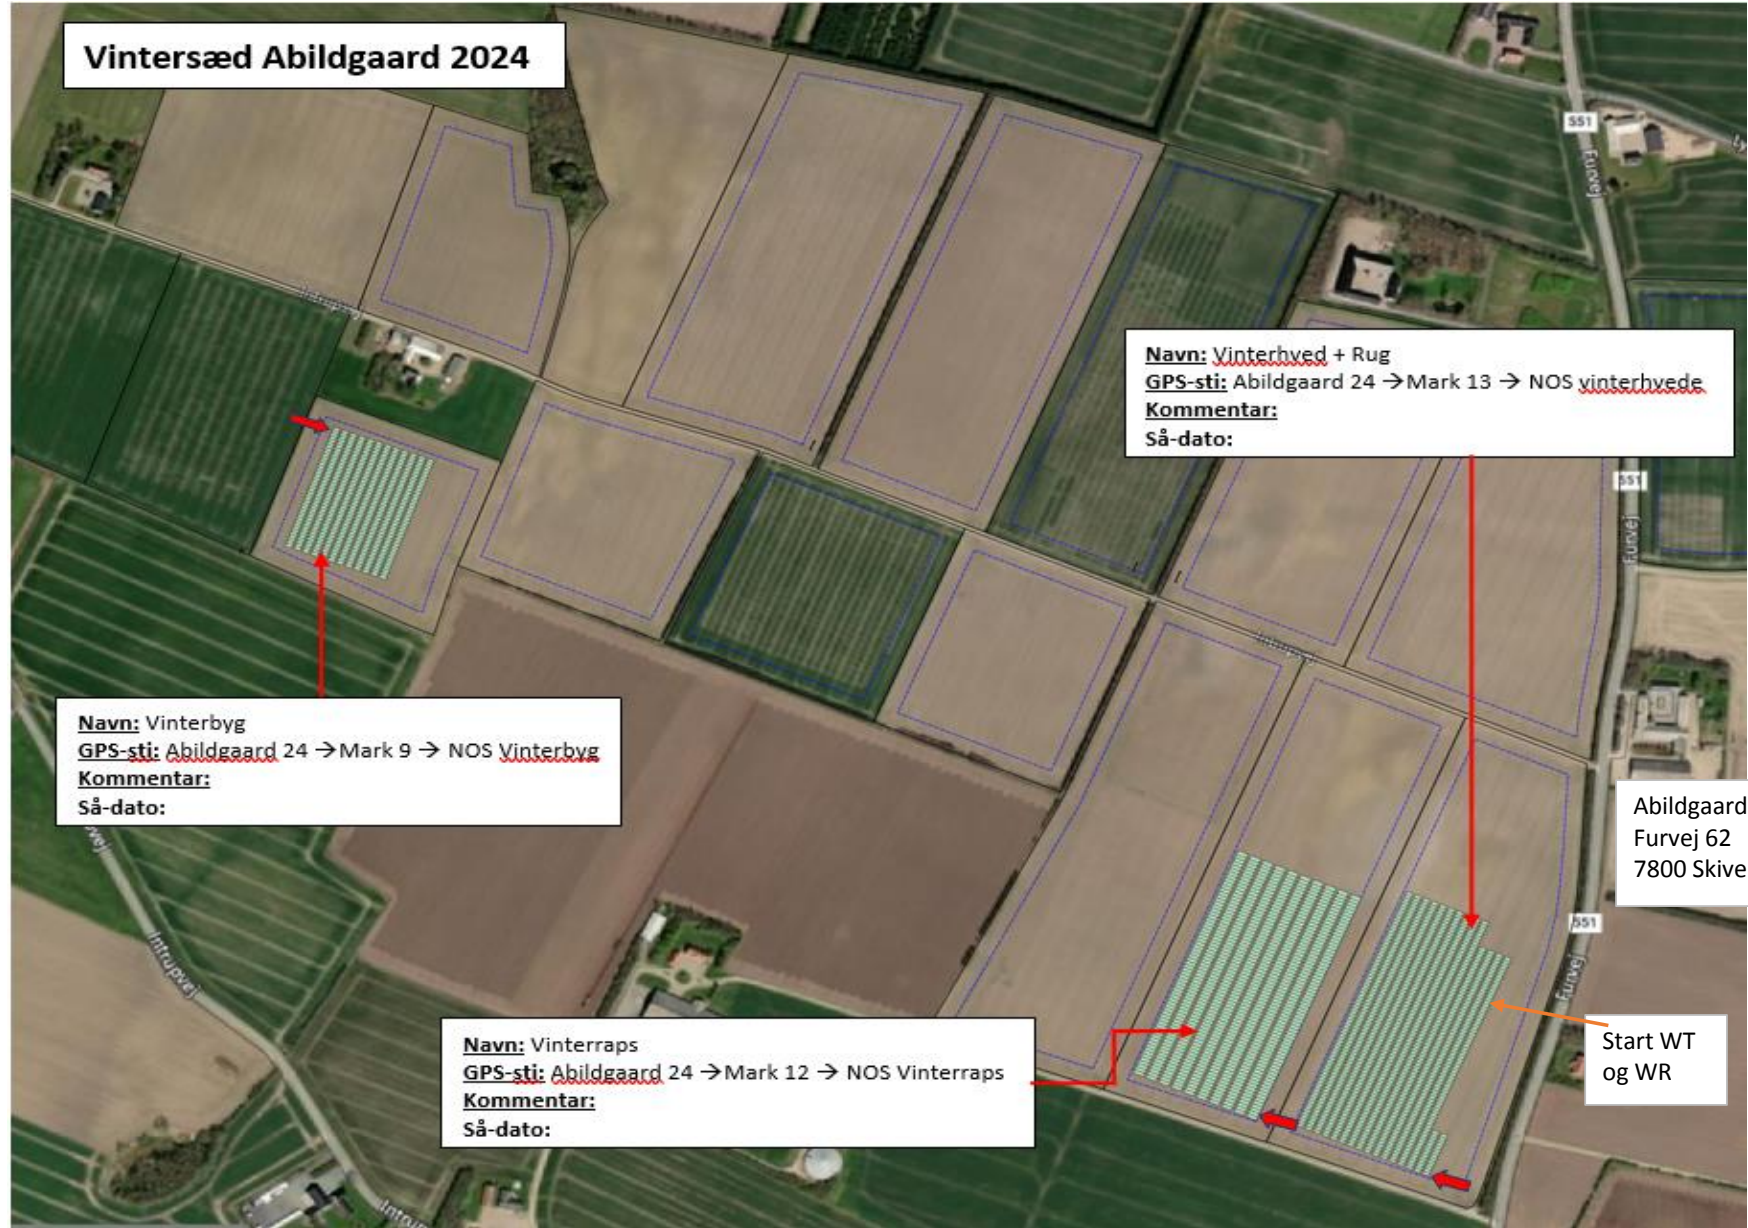 Vintersæd Abildgaard 2024
551
Furvej
Ly
Intrupvej
Navn: Vinterhved + Rug
GPS-sti: Abildgaard 24 →Mark 13 → NOS vinterhvede
Kommentar:
Så-dato:
551
Furvej
Intrupvej
Navn: Vinterbyg
GPS-sti: Abildgaard 24 →Mark 9 → NOS Vinterbyg
Kommentar:
Så-dato:
Abildgaard
Furvej 62
7800 Skive
551
Furvej
Intrupvej
Navn: Vinterraps
GPS-sti: Abildgaard 24 →Mark 12 → NOS Vinterraps
Kommentar:
Så-dato:
Start WT
og WR